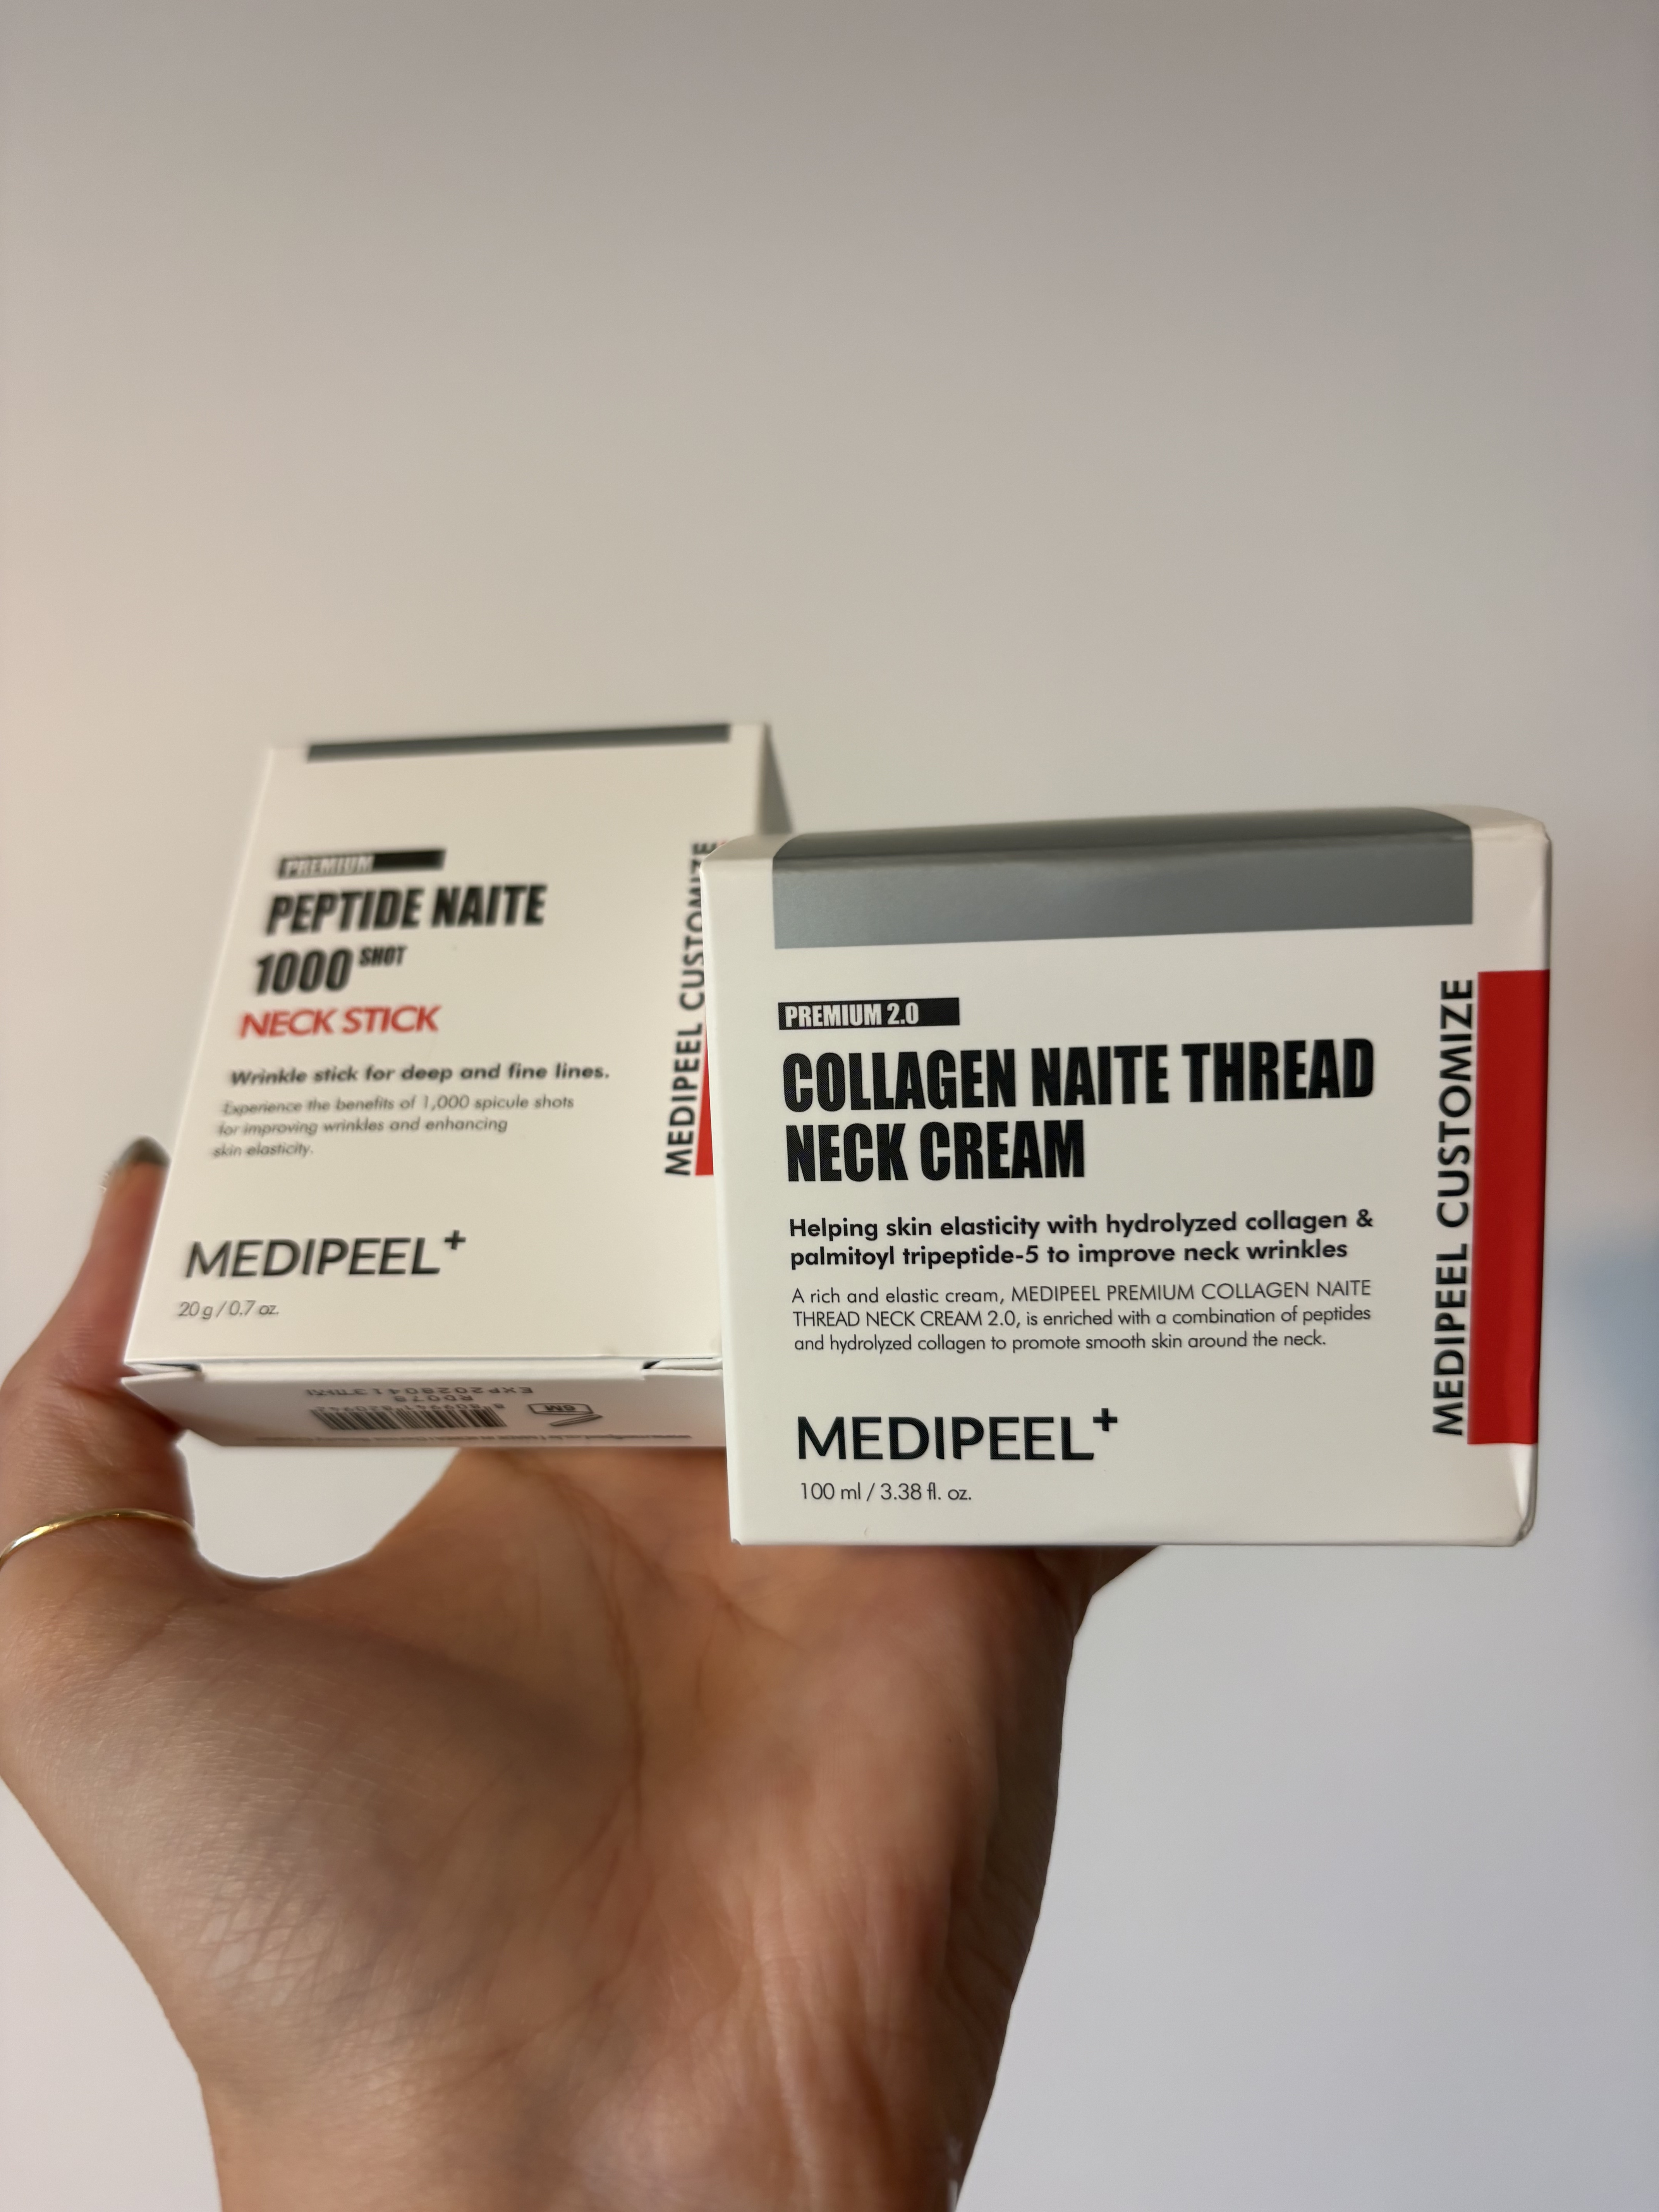 PREMIUM
PEPTIDE NAITE
1000 SHOT
NECK STICK
Wrinkle stick for deep and fine lines.
Experience the benefits of 1,000 spicule shots
for improving wrinkles and enhancing
skin elasticity.
MEDIPEEL+
20 g / 0.7 oz.
MEDIPEEL CUSTOMIZE
6M
PREMIUM 2.0
COLLAGEN NAITE THREAD
NECK CREAM
Helping skin elasticity with hydrolyzed collagen &
palmitoyl tripeptide-5 to improve neck wrinkles
A rich and elastic cream, MEDIPEEL PREMIUM COLLAGEN NAITE
THREAD NECK CREAM 2.0, is enriched with a combination of peptides
and hydrolyzed collagen to promote smooth skin around the neck.
MEDIPEEL+
100 ml / 3.38 fl. oz.
MEDIPEEL CUSTOMIZE